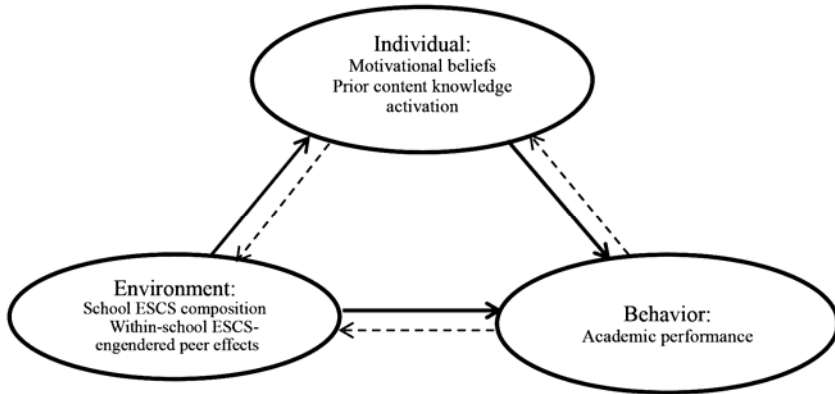 Individual:
Motivational beliefs
Prior content knowledge
activation
Environment:
School ESCS composition
Within-school ESCS-
engendered peer effects
Behavior:
Academic performance